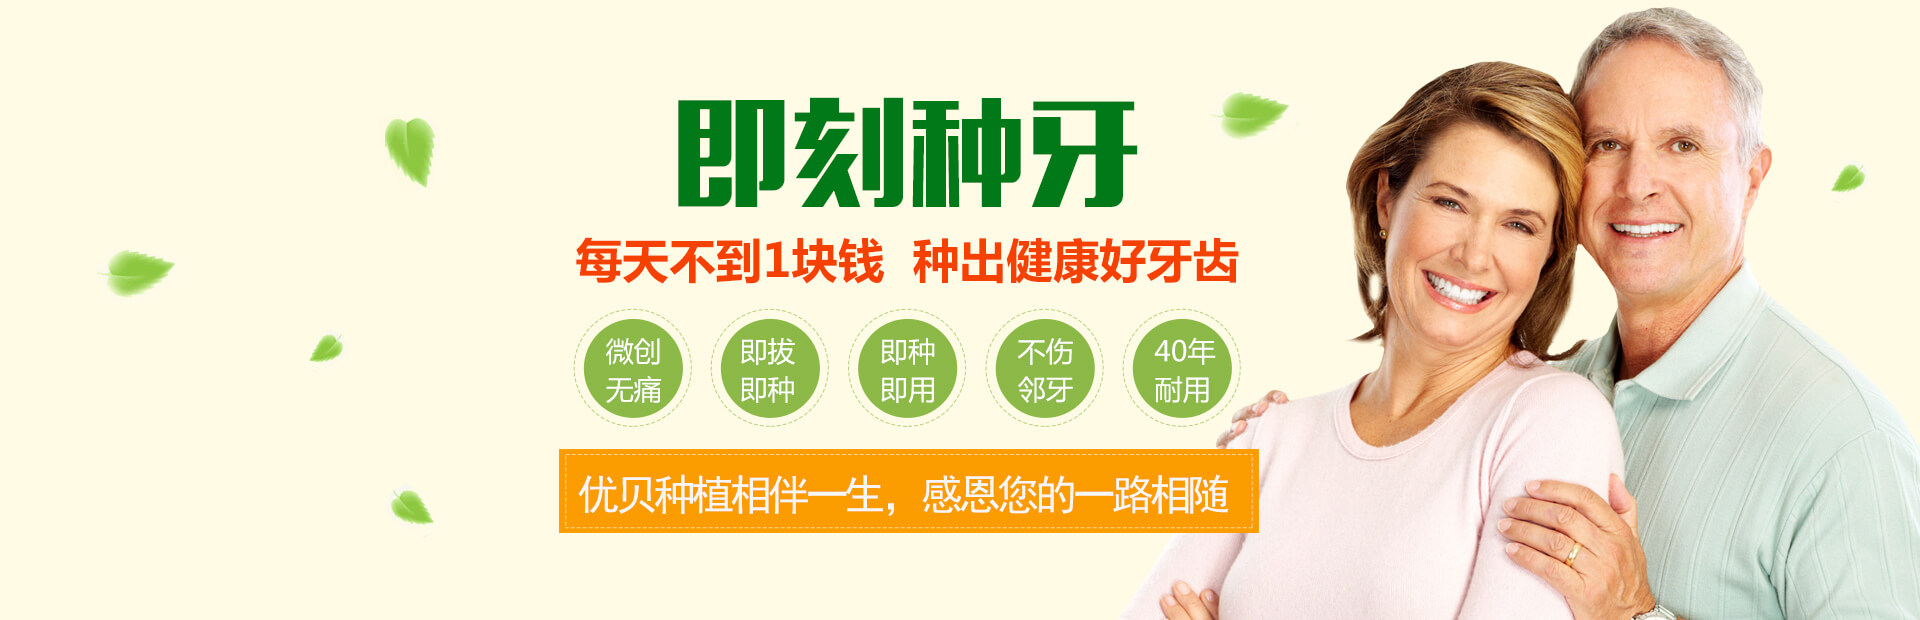 即刻种牙
每天不到1块钱 种出健康好牙齿
微创
无痛
即拔
即种
即种
即用
不伤
邻牙
40年
耐用
优贝种植相伴一生，感恩您的一路相随